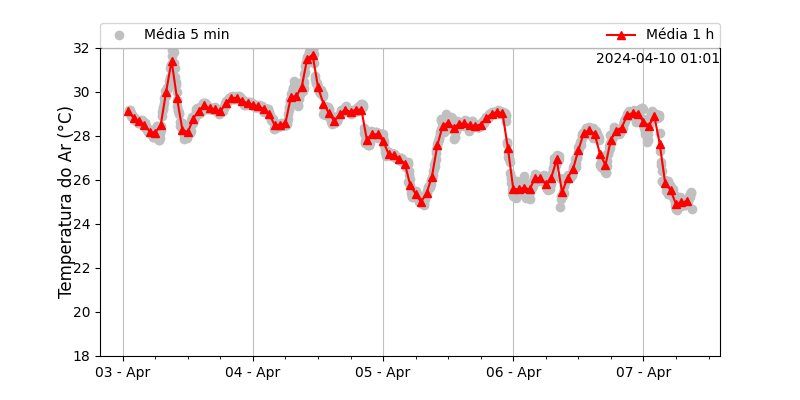 Média 5 min
Média 1 h
2024-04-10 01:01
Temperatura do Ar (°C)
32
30
28
26
24
22
20
18
03 - Apr
04 - Apr
05 - Apr
06 - Apr
07 - Apr